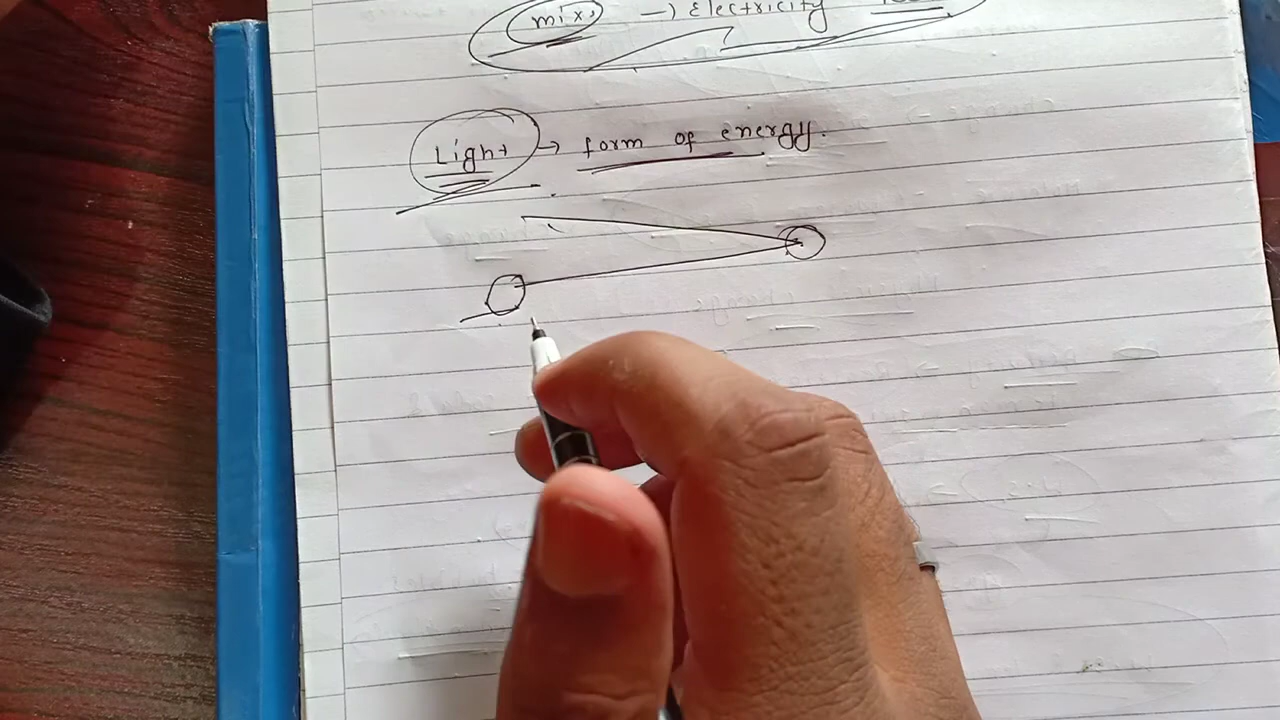 mix, → Electricity
Light → form of energy.